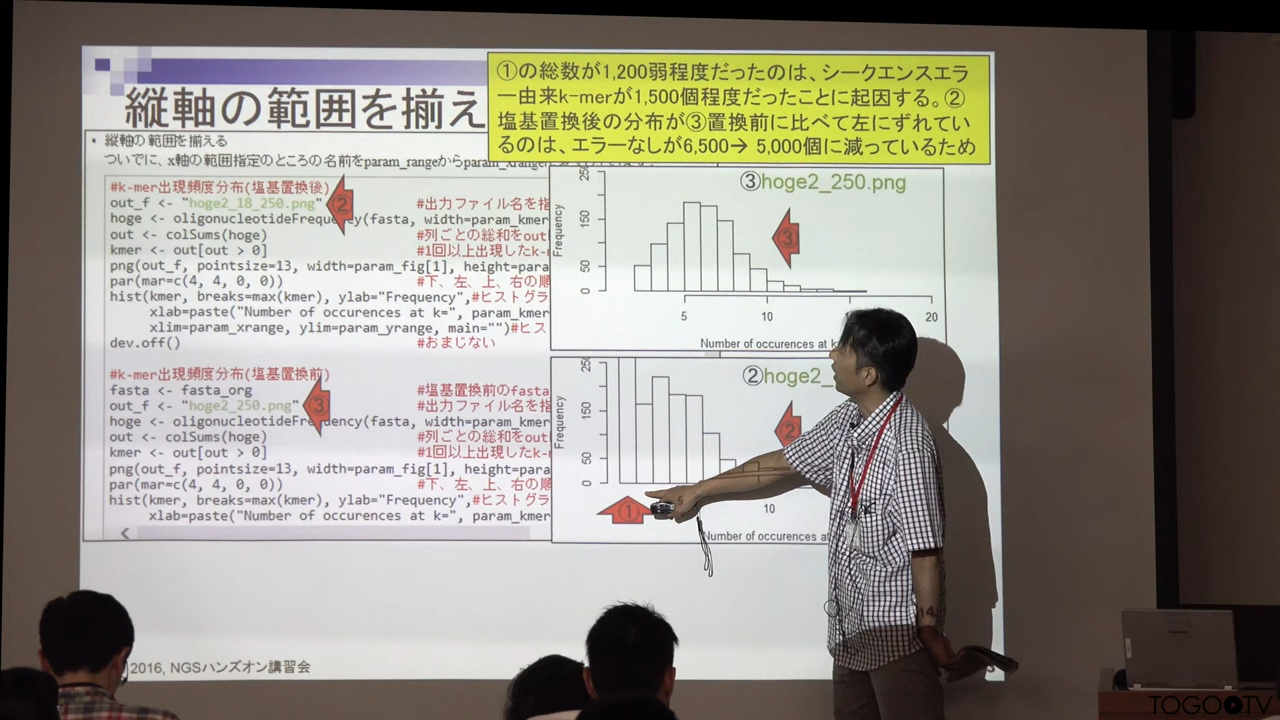 縦軸の範囲を揃え
①の総数が1,200弱程度だったのは、シークエンスエラ
ー由来k-merが1,500個程度だったことに起因する。②
塩基置換後の分布が③置換前に比べて左にずれてい
るのは、エラーなしが6,500→ 5,000個に減っているため
• 縦軸の範囲を揃える
ついでに、x軸の範囲指定のところの名前をparam_rangeからparam_xrange
#k-mer出現頻度分布(塩基置換後)
out_f <- "hoge2_18_250.png" #出力ファイル名を指
②
hoge <- oligonucleotideFrequency(fasta, width=param_kmer
out <- colSums(hoge) #列ごとの総和をout
kmer <- out[out > 0] #1回以上出現したk-
png(out_f, pointsize=13, width=param_fig[1], height=para
par(mar=c(4, 4, 0, 0)) #下、左、上、右の順
hist(kmer, breaks=max(kmer), ylab="Frequency",#ヒストグラ
xlab=paste("Number of occurences at k=", param_kmer
xlim=param_xrange, ylim=param_yrange, main="")#ヒス
dev.off() #おまじない
#k-mer出現頻度分布(塩基置換前)
fasta <- fasta_org #塩基置換前のfasta
out_f <- "hoge2_250.png" #出力ファイル名を指
③
hoge <- oligonucleotideFrequency(fasta, width=param_kmer
out <- colSums(hoge) #列ごとの総和をout
kmer <- out[out > 0] #1回以上出現したk-
png(out_f, pointsize=13, width=param_fig[1], height=para
par(mar=c(4, 4, 0, 0)) #下、左、上、右の順
hist(kmer, breaks=max(kmer), ylab="Frequency",#ヒストグラ
xlab=paste("Number of occurences at k=", param_kmer
③hoge2_250.png
③
Frequency
0 50 150 250
5 10 20
Number of occurences at k
②hoge2_
②
Frequency
0 50 150 250
①
5 10
Number of occurences at
2016, NGSハンズオン講習会
TOGOTV